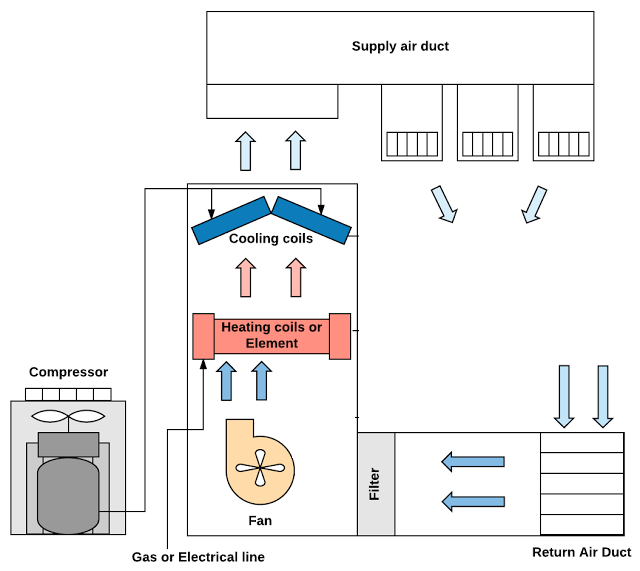 Supply air duct
Cooling coils
Heating coils or
Element
Compressor
Filter
Fan
Return Air Duct
Gas or Electrical line